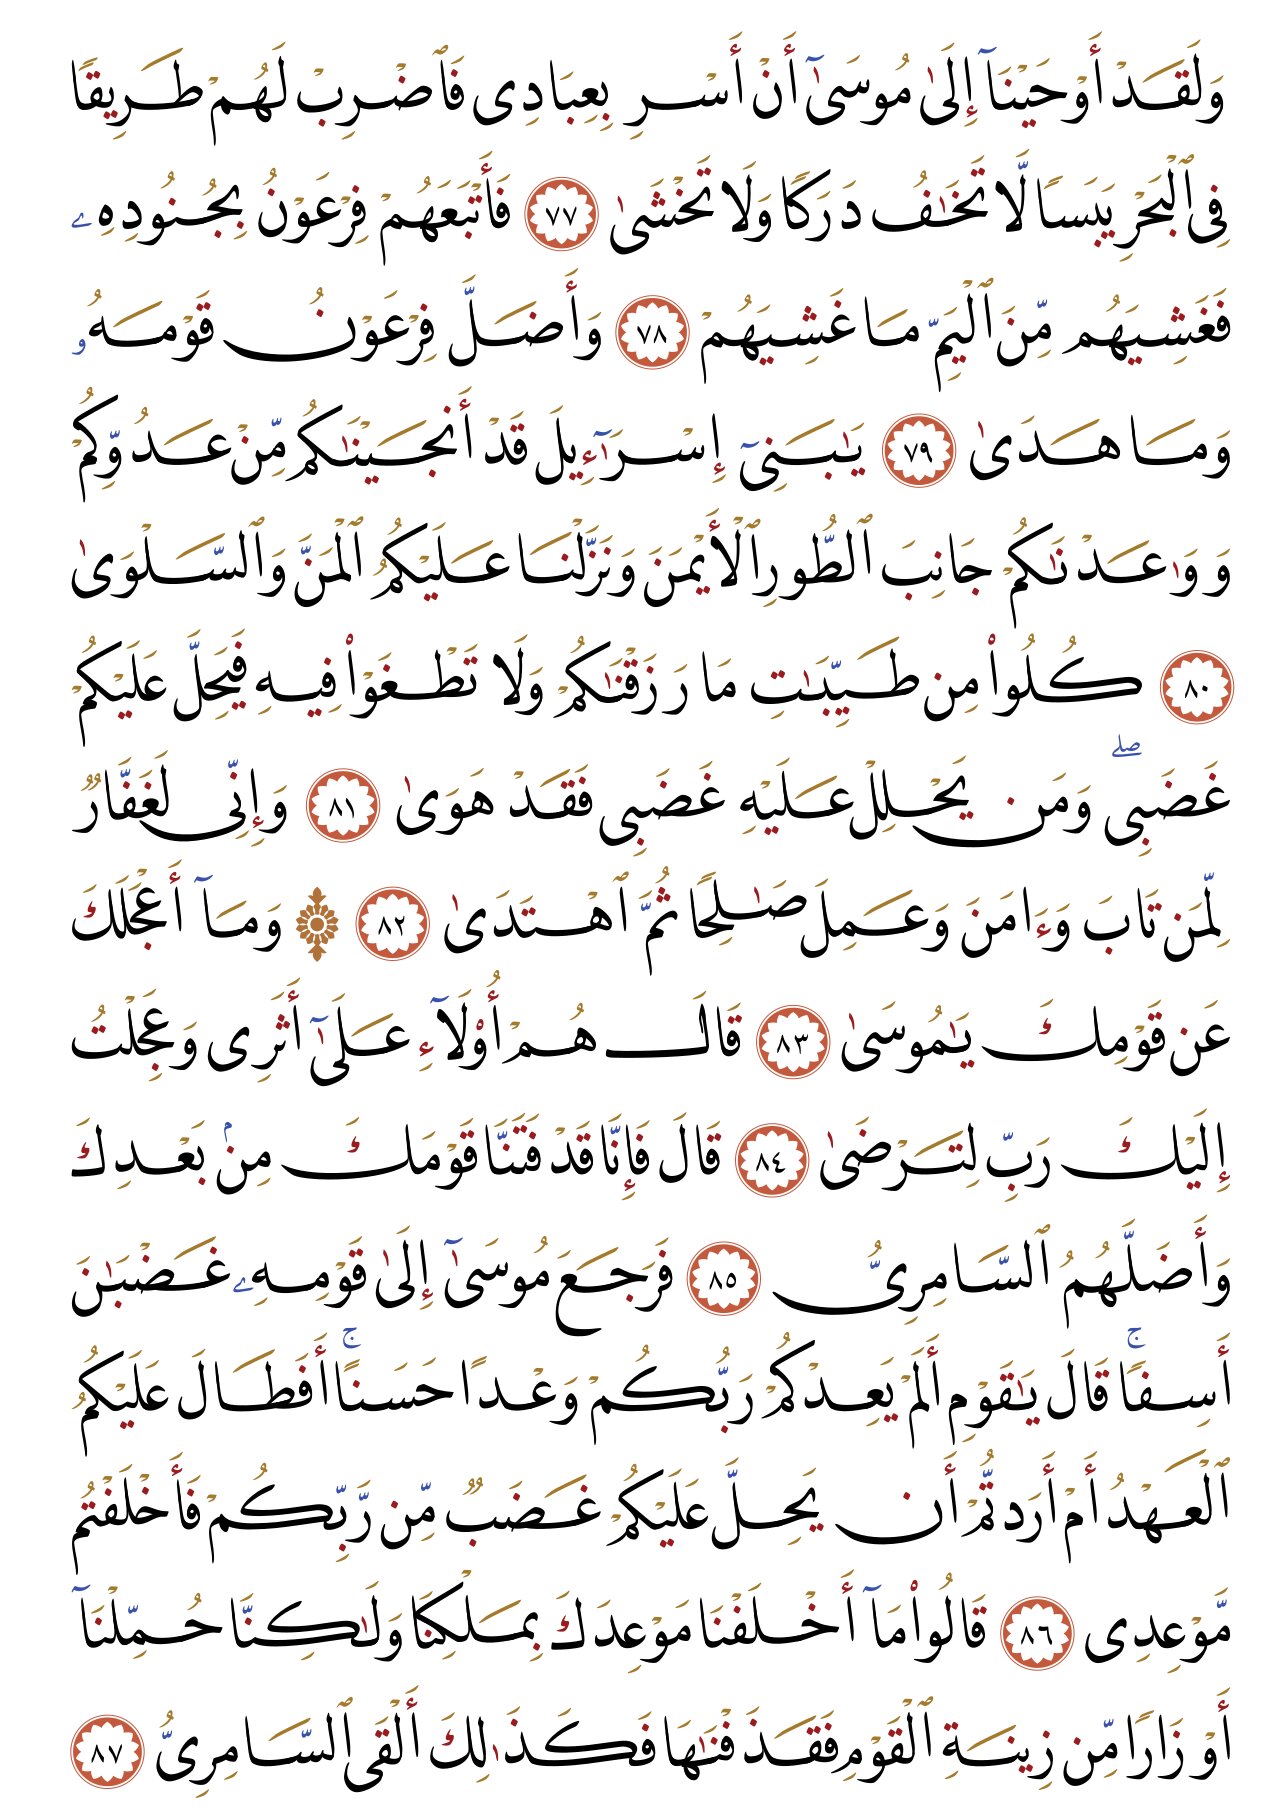 وَلَقَدْ أَوْحَيْنَآ إِلَىٰ مُوسَىٰٓ أَنْ أَسْرِ بِعِبَادِى فَٱضْرِبْ لَهُمْ طَرِيقًا
فِى ٱلْبَحْرِ يَبَسًا لَّا تَخَـٰفُ دَرَكًا وَلَا تَخْشَىٰ ٧٧ فَأَتْبَعَهُمْ فِرْعَوْنُ بِجُنُودِهِۦ
فَغَشِيَهُم مِّنَ ٱلْيَمِّ مَا غَشِيَهُمْ ٧٨ وَأَضَلَّ فِرْعَوْنُ قَوْمَهُۥ
وَمَا هَدَىٰ ٧٩ يَـٰبَنِىٓ إِسْرَٰٓءِيلَ قَدْ أَنجَيْنَـٰكُم مِّنْ عَدُوِّكُمْ
وَوَٰعَدْنَـٰكُمْ جَانِبَ ٱلطُّورِ ٱلْأَيْمَنَ وَنَزَّلْنَا عَلَيْكُمُ ٱلْمَنَّ وَٱلسَّلْوَىٰ
٨٠ كُلُوا۟ مِن طَيِّبَـٰتِ مَا رَزَقْنَـٰكُمْ وَلَا تَطْغَوْا۟ فِيهِ فَيَحِلَّ عَلَيْكُمْ
غَضَبِى ۖ وَمَن يَحْلِلْ عَلَيْهِ غَضَبِى فَقَدْ هَوَىٰ ٨١ وَإِنِّى لَغَفَّارٌ
لِّمَن تَابَ وَءَامَنَ وَعَمِلَ صَـٰلِحًا ثُمَّ ٱهْتَدَىٰ ٨٢ ۞ وَمَآ أَعْجَلَكَ
عَن قَوْمِكَ يَـٰمُوسَىٰ ٨٣ قَالَ هُمْ أُو۟لَآءِ عَلَىٰٓ أَثَرِى وَعَجِلْتُ
إِلَيْكَ رَبِّ لِتَرْضَىٰ ٨٤ قَالَ فَإِنَّا قَدْ فَتَنَّا قَوْمَكَ مِنۢ بَعْدِكَ
وَأَضَلَّهُمُ ٱلسَّامِرِىُّ ٨٥ فَرَجَعَ مُوسَىٰٓ إِلَىٰ قَوْمِهِۦ غَضْبَـٰنَ
أَسِفًا ۚ قَالَ يَـٰقَوْمِ أَلَمْ يَعِدْكُمْ رَبُّكُمْ وَعْدًا حَسَنًا ۚ أَفَطَالَ عَلَيْكُمُ
ٱلْعَهْدُ أَمْ أَرَدتُّمْ أَن يَحِلَّ عَلَيْكُمْ غَضَبٌ مِّن رَّبِّكُمْ فَأَخْلَفْتُم
مَّوْعِدِى ٨٦ قَالُوا۟ مَآ أَخْلَفْنَا مَوْعِدَكَ بِمَلْكِنَا وَلَـٰكِنَّا حُمِّلْنَآ
أَوْزَارًا مِّن زِينَةِ ٱلْقَوْمِ فَقَذَفْنَـٰهَا فَكَذَٰلِكَ أَلْقَى ٱلسَّامِرِىُّ ٨٧